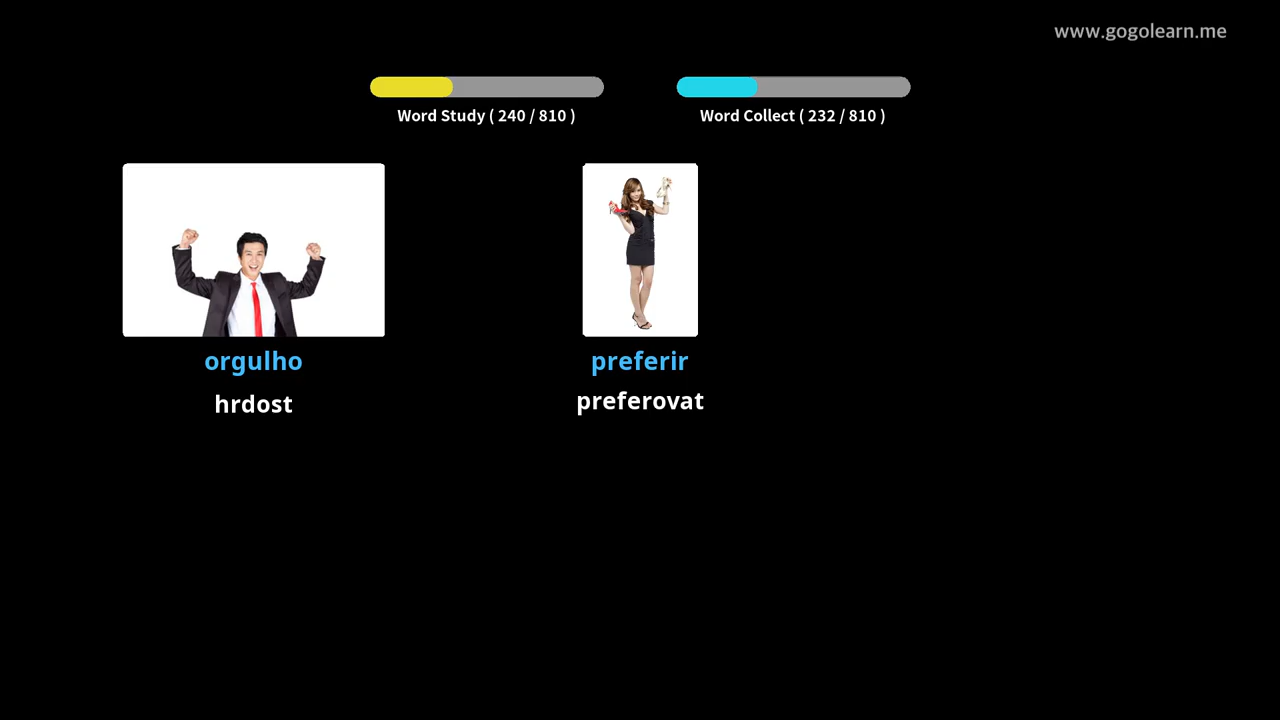 www.gogolearn.me
Word Study ( 240 / 810 )
Word Collect ( 232 / 810 )
orgulho
hrdost
preferir
preferovat